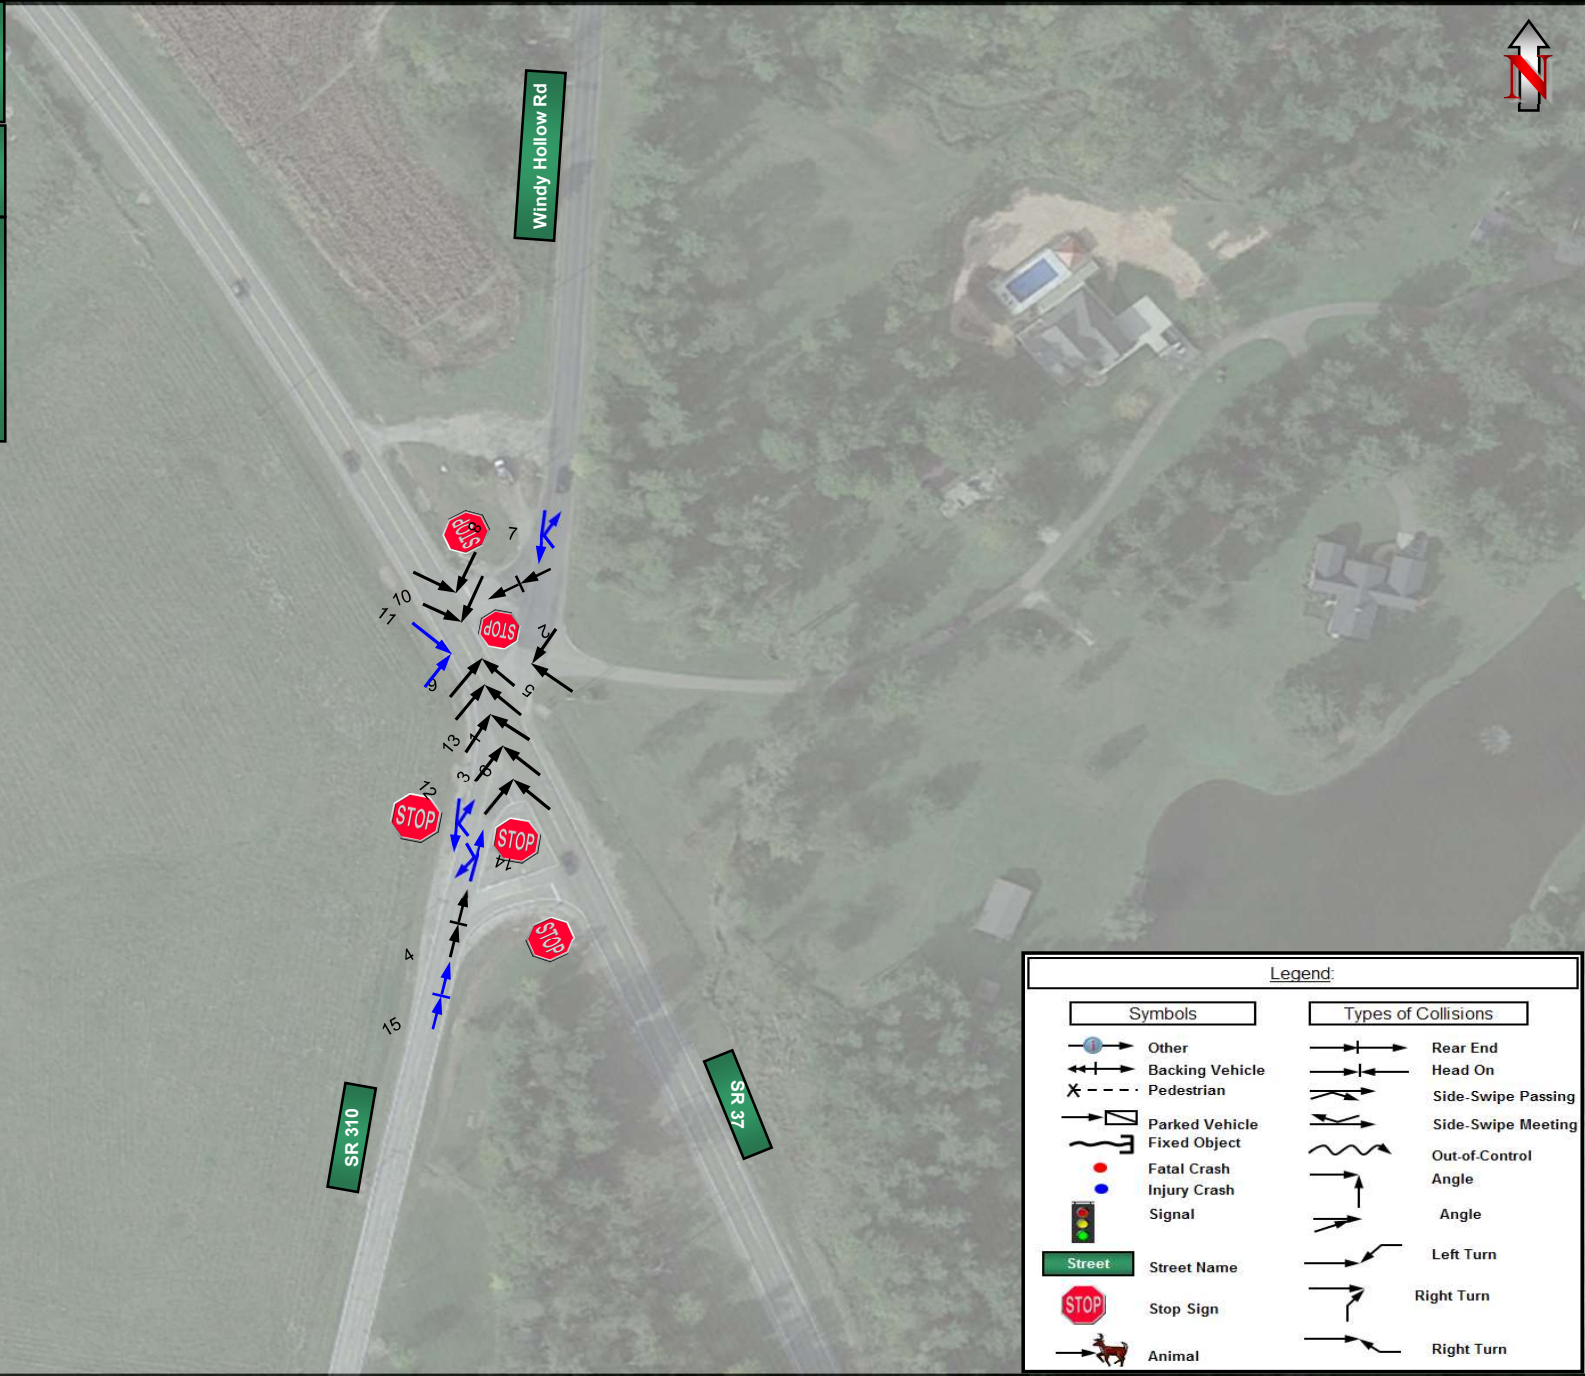 Windy Hollow Rd
N
STOP
8
7
10
11
STOP
2
9
5
13
1
3
6
12
STOP
STOP
14
4
STOP
15
SR 310
SR 37
Legend:
Symbols
Other
Backing Vehicle
Pedestrian
Parked Vehicle
Fixed Object
Fatal Crash
Injury Crash
Signal
Street
Street Name
STOP
Stop Sign
Animal
Types of Collisions
Rear End
Head On
Side-Swipe Passing
Side-Swipe Meeting
Out-of-Control
Angle
Angle
Left Turn
Right Turn
Right Turn